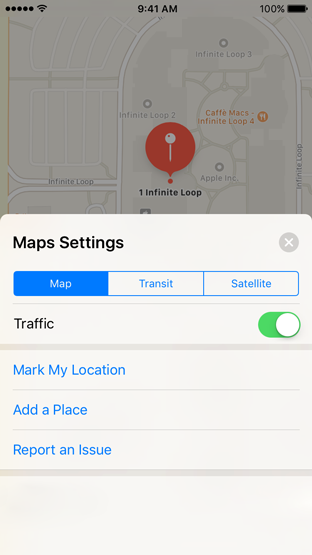 9:41 AM 100%
Infinite Loop 3
Infinite Loop 2
Caffè Macs -
Infinite Loop 4
Infinite Loop
Apple Inc.
Infinite Loop
1 Infinite Loop
Maps Settings
Map Transit Satellite
Traffic
Mark My Location
Add a Place
Report an Issue